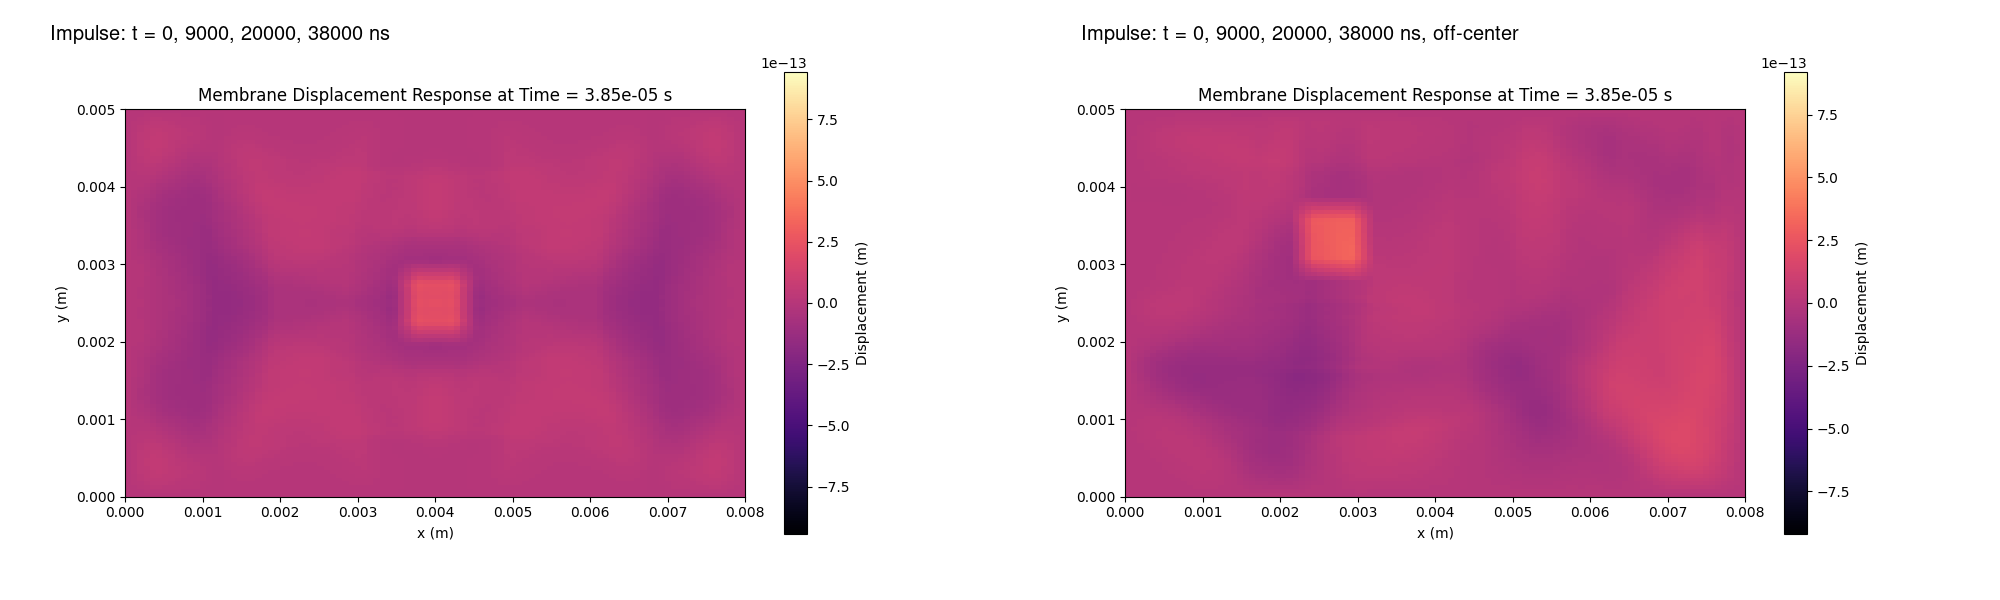 Impulse: t = 0, 9000, 20000, 38000 ns
1e−13
Membrane Displacement Response at Time = 3.85e-05 s
0.005
0.004
0.003
0.002
0.001
0.000
y (m)
0.000 0.001 0.002 0.003 0.004 0.005 0.006 0.007 0.008
x (m)
7.5
5.0
2.5
0.0
−2.5
−5.0
−7.5
Displacement (m)
Impulse: t = 0, 9000, 20000, 38000 ns, off-center
1e−13
Membrane Displacement Response at Time = 3.85e-05 s
0.005
0.004
0.003
0.002
0.001
0.000
y (m)
0.000 0.001 0.002 0.003 0.004 0.005 0.006 0.007 0.008
x (m)
7.5
5.0
2.5
0.0
−2.5
−5.0
−7.5
Displacement (m)